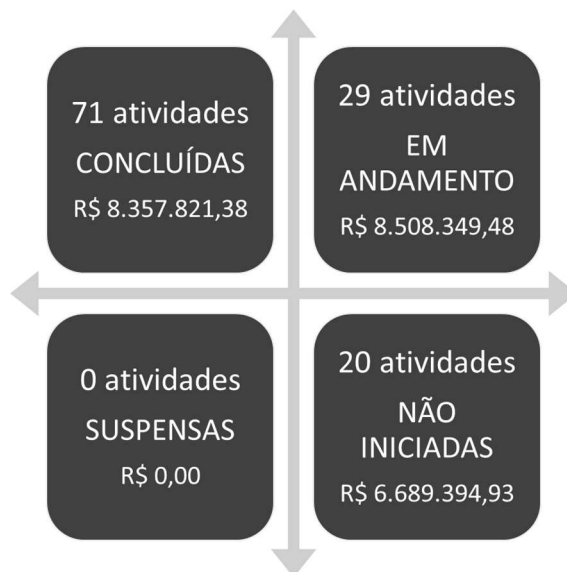 71 atividades
CONCLUÍDAS
R$ 8.357.821,38
29 atividades
EM
ANDAMENTO
R$ 8.508.349,48
0 atividades
SUSPENSAS
R$ 0,00
20 atividades
NÃO
INICIADAS
R$ 6.689.394,93